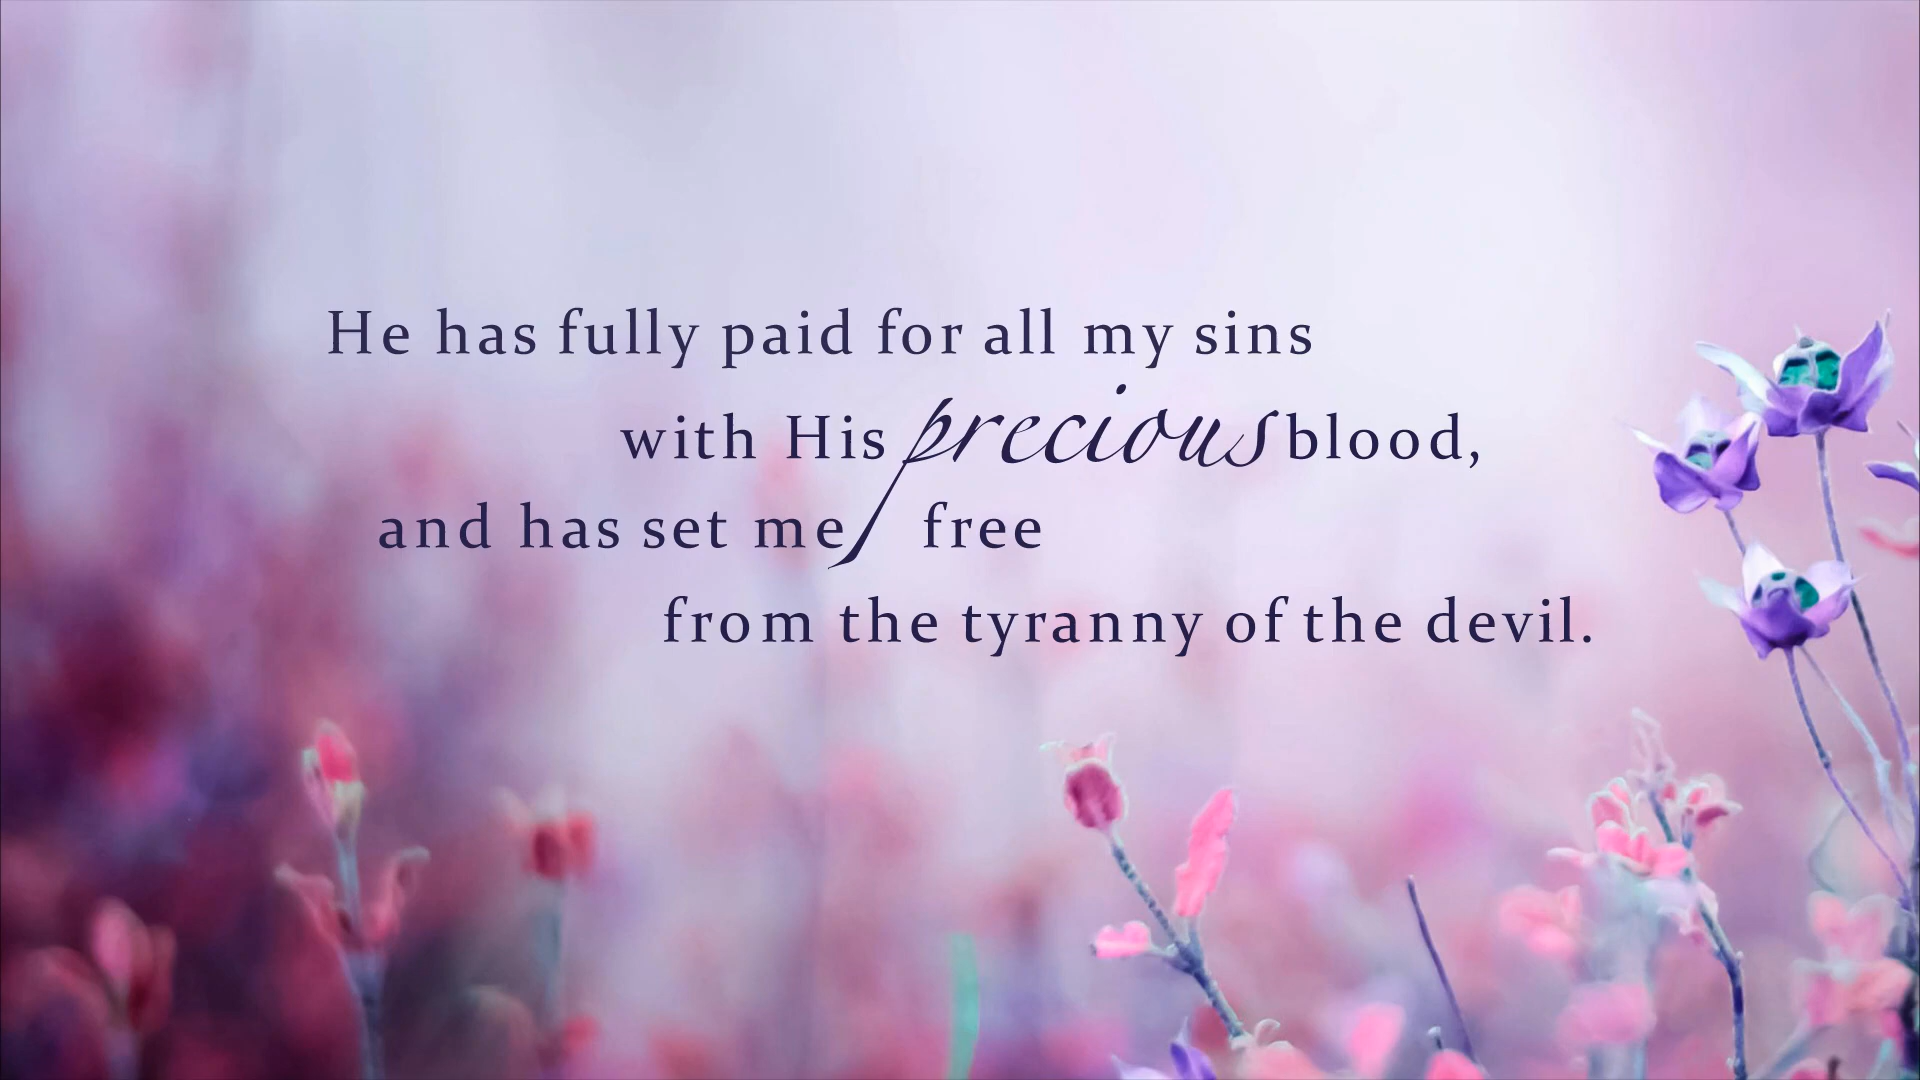 He has fully paid for all my sins
with His precious blood,
and has set me free
from the tyranny of the devil.